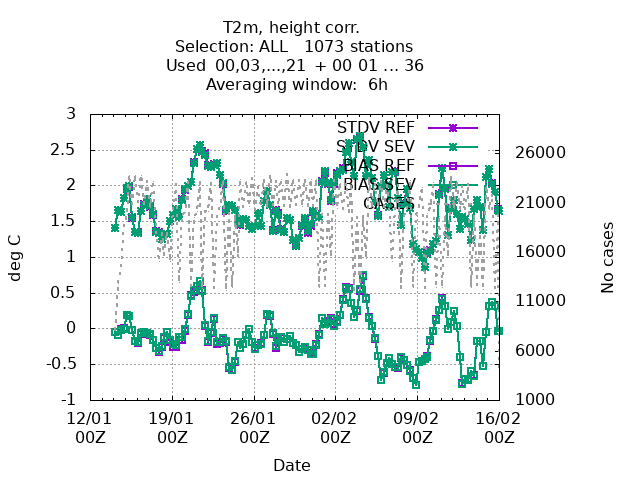 T2m, height corr.
Selection: ALL   1073 stations
Used  00,03,...,21  + 00 01 ... 36
Averaging window:  6h
3
2.5
2
1.5
1
0.5
0
-0.5
-1
deg C
STDV REF
STDV SEV
BIAS REF
BIAS SEV
CASES
26000
21000
16000
11000
6000
1000
No cases
12/01 19/01 26/01 02/02 09/02 16/02
00Z 00Z 00Z 00Z 00Z 00Z
Date